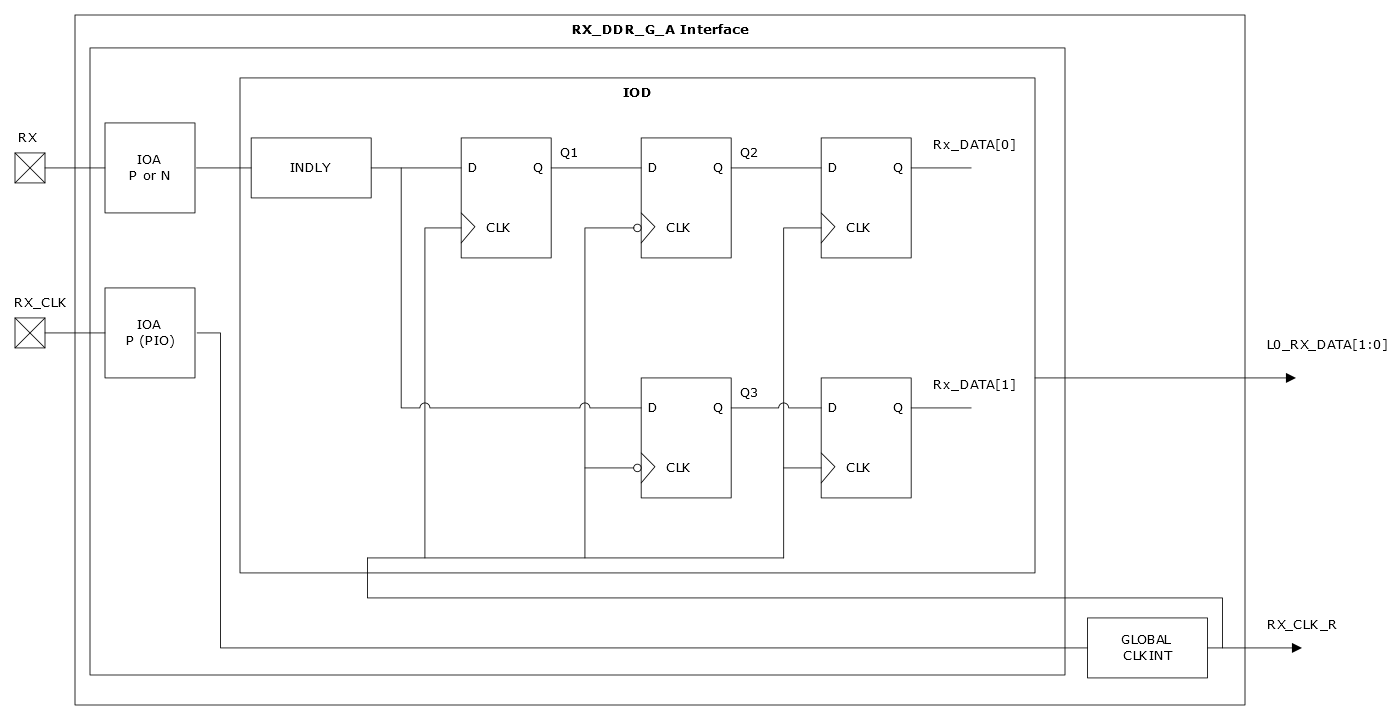 RX_DDR_G_A Interface
IOD
RX
IOA
P or N
INDLY
D
Q
CLK
Q1
D
Q
CLK
Q2
D
Q
CLK
Rx_DATA[0]
RX_CLK
IOA
P (PIO)
D
Q
CLK
Q3
D
Q
CLK
Rx_DATA[1]
L0_RX_DATA[1:0]
GLOBAL
CLKINT
RX_CLK_R